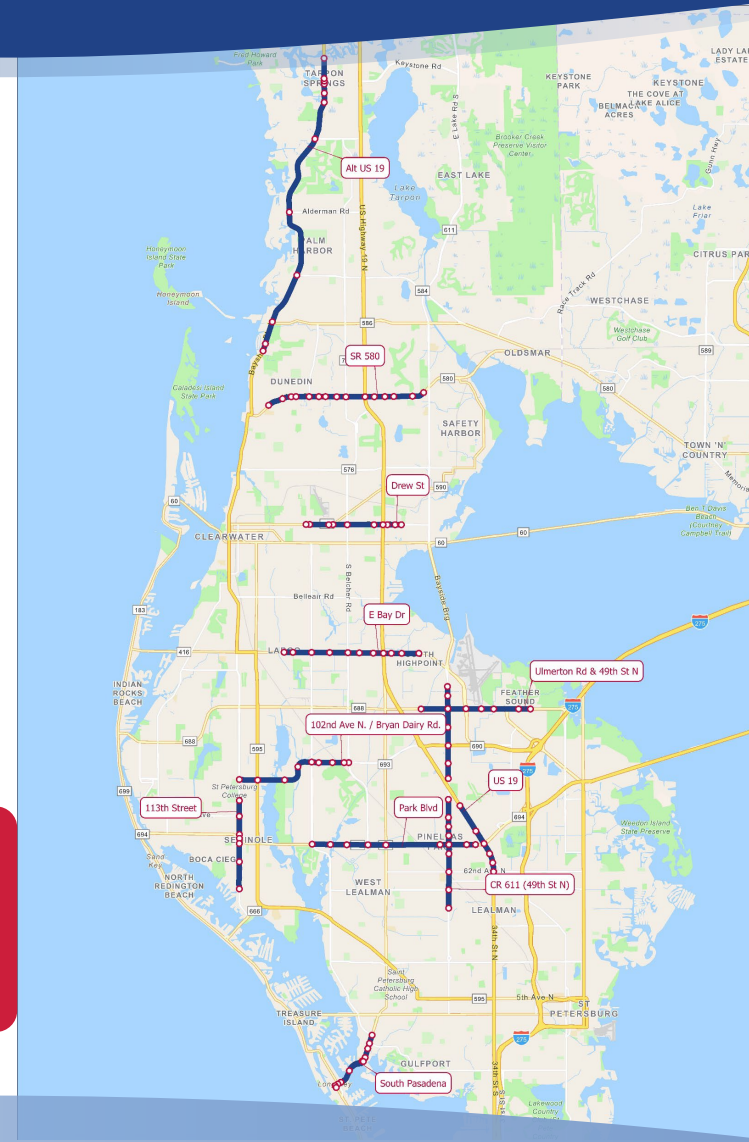 Fred Howard
Park
Keystone Rd
LADY LA
ESTATE
TARPON
SPRINGS
KEYSTONE
PARK
KEYSTONE
THE COVE AT
LAKE ALICE
BELMACK
ACRES
E Lake Rd S
Brooker Creek
Preserve Visitor
Center
Gunn Hwy
Alt US 19
EAST LAKE
Lake
Tarpon
US Highway 19 N
Alderman Rd
Lake
Friar
611
PALM
HARBOR
Honeymoon
Island State
Park
CITRUS PAR
Honeymoon
Island
584
Race Track Rd
WESTCHASE
586
Westchase
Golf Club
589
SR 580
OLDSMAR
DUNEDIN
580
580
Caladesi Island
State Park
SAFETY
HARBOR
TOWN 'N'
COUNTRY
576
Drew St
590
60
Ben T Davis
Beach
(Courtney
Campbell Trail)
CLEARWATER
60
60
S Belcher Rd
Bayside Brg
Belleair Rd
183
E Bay Dr
275
416
HIGHPOINT
Ulmerton Rd & 49th St N
INDIAN
ROCKS
BEACH
FEATHER
SOUND
688
275
102nd Ave N. / Bryan Dairy Rd.
688
595
690
693
275
US 19
699
St Petersburg
College
113th Street
Park Blvd
694
694
Weedon Island
State Preserve
SEMINOLE
PINELLAS
Sand
Key
BOCA CIEG
NORTH
REDINGTON
BEACH
WEST
LEALMAN
62nd Ave N
CR 611 (49th St N)
666
LEALMAN
34th St N
Saint
Petersburg
Catholic High
School
595
5th Ave N
ST
PETERSBURG
TREASURE
ISLAND
275
GULFPORT
South Pasadena
34th St S
Lakewood
Country